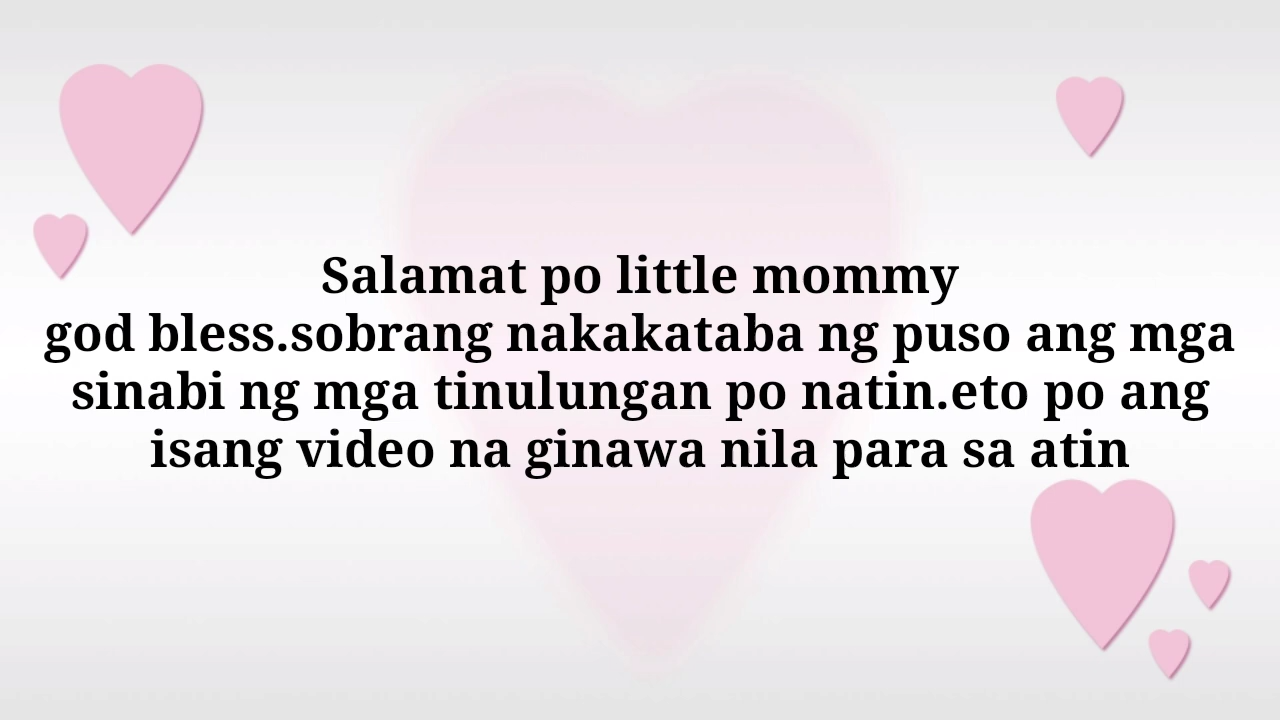 Salamat po little mommy
god bless.sobrang nakakataba ng puso ang mga
sinabi ng mga tinulungan po natin.eto po ang
isang video na ginawa nila para sa atin